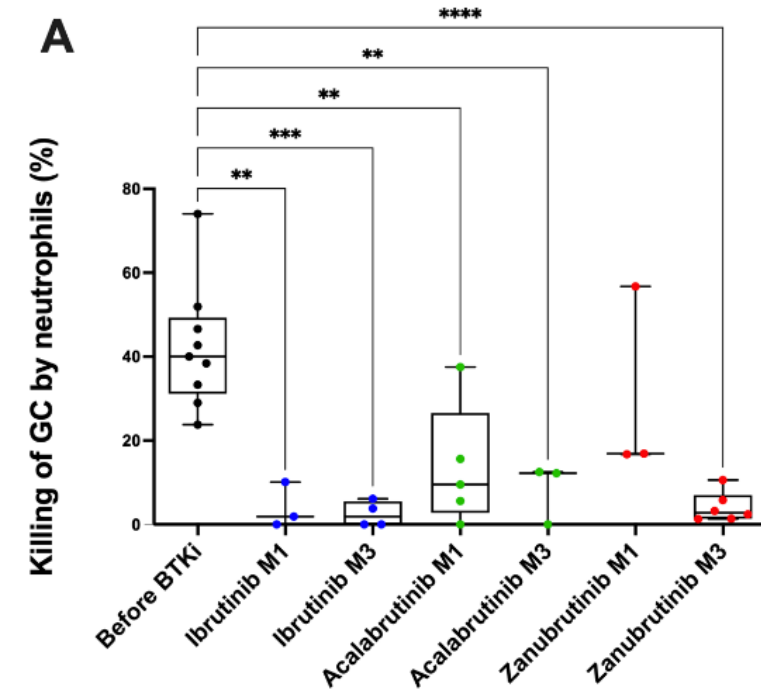 A
****
**
**
***
**
Killing of GC by neutrophils (%)
80
60
40
20
0
Before BTKi
Ibrutinib M1
Ibrutinib M3
Acalabrutinib M1
Acalabrutinib M3
Zanubrutinib M1
Zanubrutinib M3